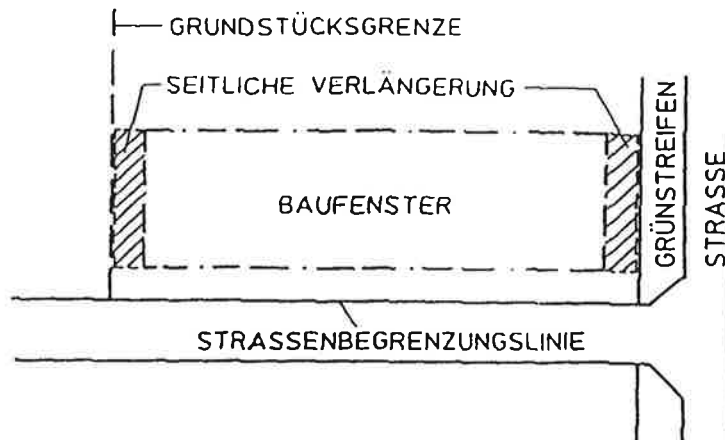 GRUNDSTÜCKSGRENZE
SEITLICHE VERLÄNGERUNG
BAUFENSTER
GRÜNSTREIFEN
STRASSE
STRASSENBEGRENZUNGSLINIE